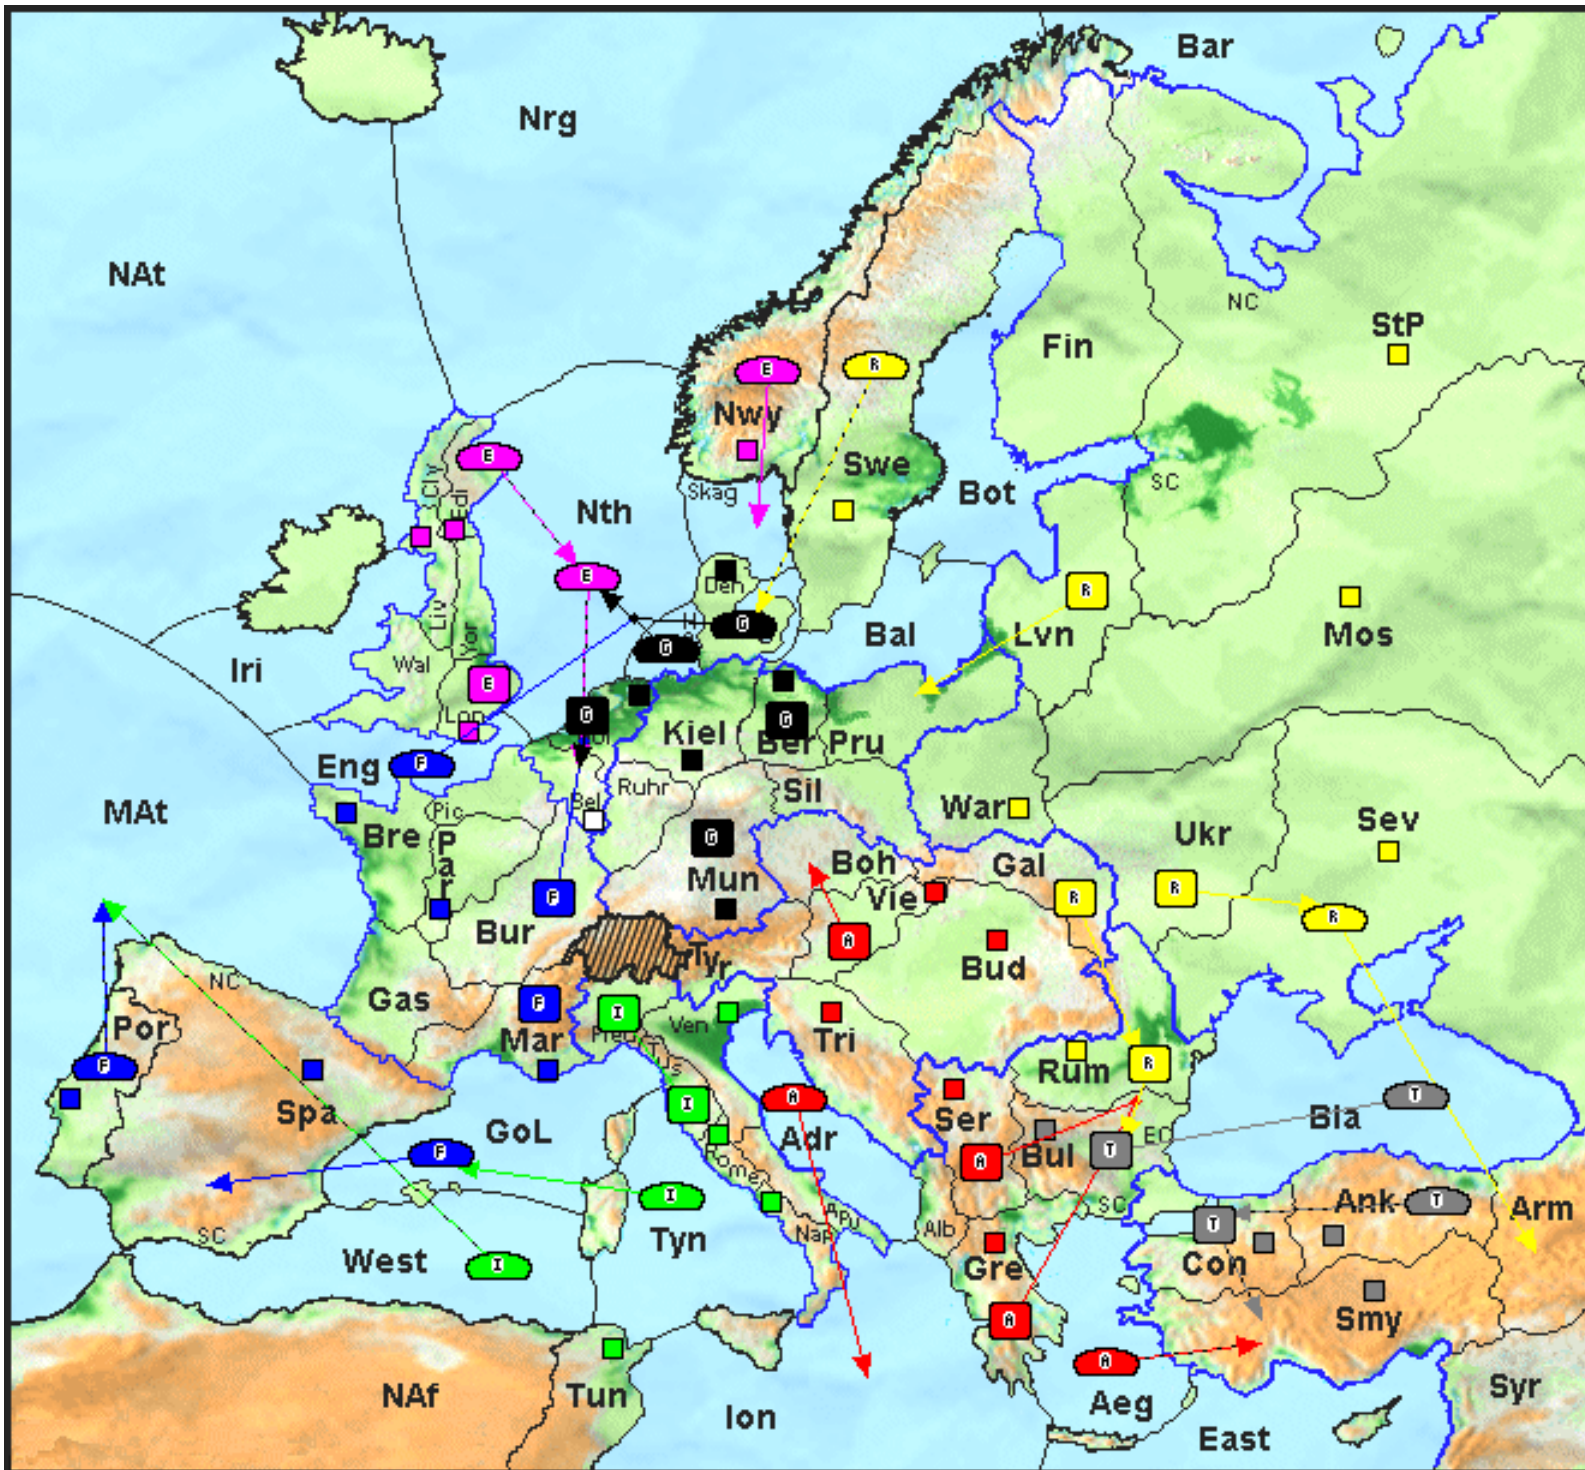 Bar
Nrg
NAt
NC
StP
Fin
E
R
Nwy
Swe
E
Cly
Edi
SC
Skag
Bot
Nth
E
Den
R
Lvn
Mos
Liv
Yor
G
G
Bal
Iri
Wal
E
Lon
G
Hol
Kiel
G
Ber
Pru
Eng
F
Ruhr
Sil
War
Bel
MAt
Pic
Bre
Par
G
Mun
Boh
Gal
Ukr
Sev
Vie
F
R
R
R
Bur
A
Bud
Tyr
NC
Gas
F
I
Pied
Ven
Por
Mar
Tus
Tri
F
Rum
R
Spa
I
A
Ser
T
GoL
Adr
Bla
F
Rome
A
Bul
T
EC
I
Ank
T
Arm
SC
Tyn
Nap
Apu
Alb
SC
T
West
I
Gre
Con
A
Smy
A
NAf
Tun
Ion
Aeg
Syr
East